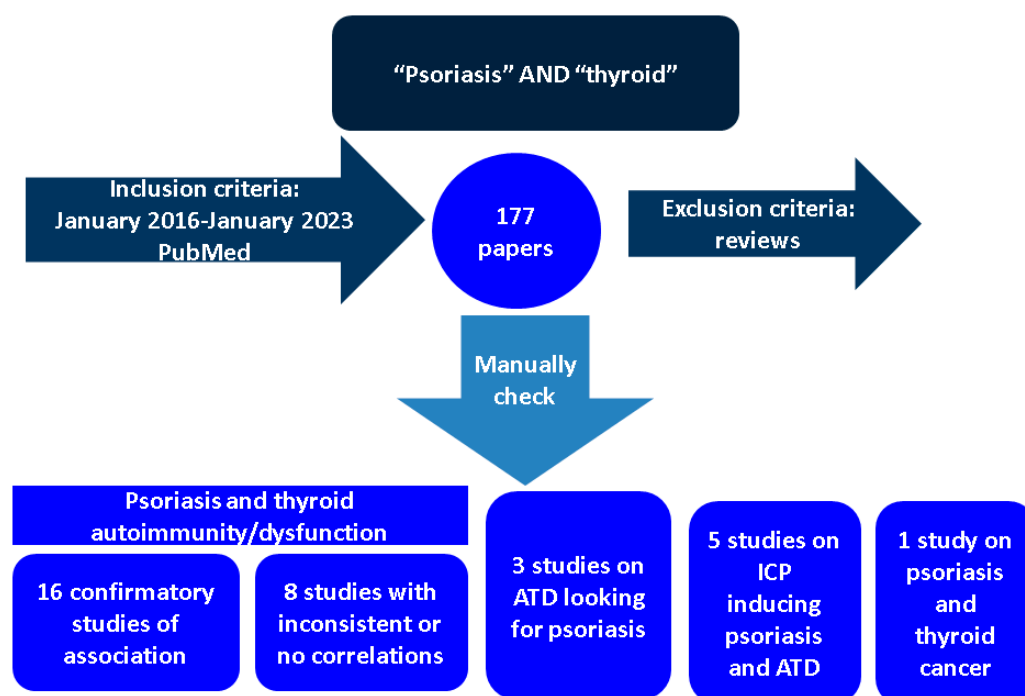 “Psoriasis” AND “thyroid”
Inclusion criteria:
January 2016-January 2023
PubMed
177
papers
Exclusion criteria:
reviews
Manually
check
Psoriasis and thyroid
autoimmunity/dysfunction
16 confirmatory
studies of
association
8 studies with
inconsistent or
no correlations
3 studies on
ATD looking
for psoriasis
5 studies on
ICP
inducing
psoriasis
and ATD
1 study on
psoriasis
and
thyroid
cancer